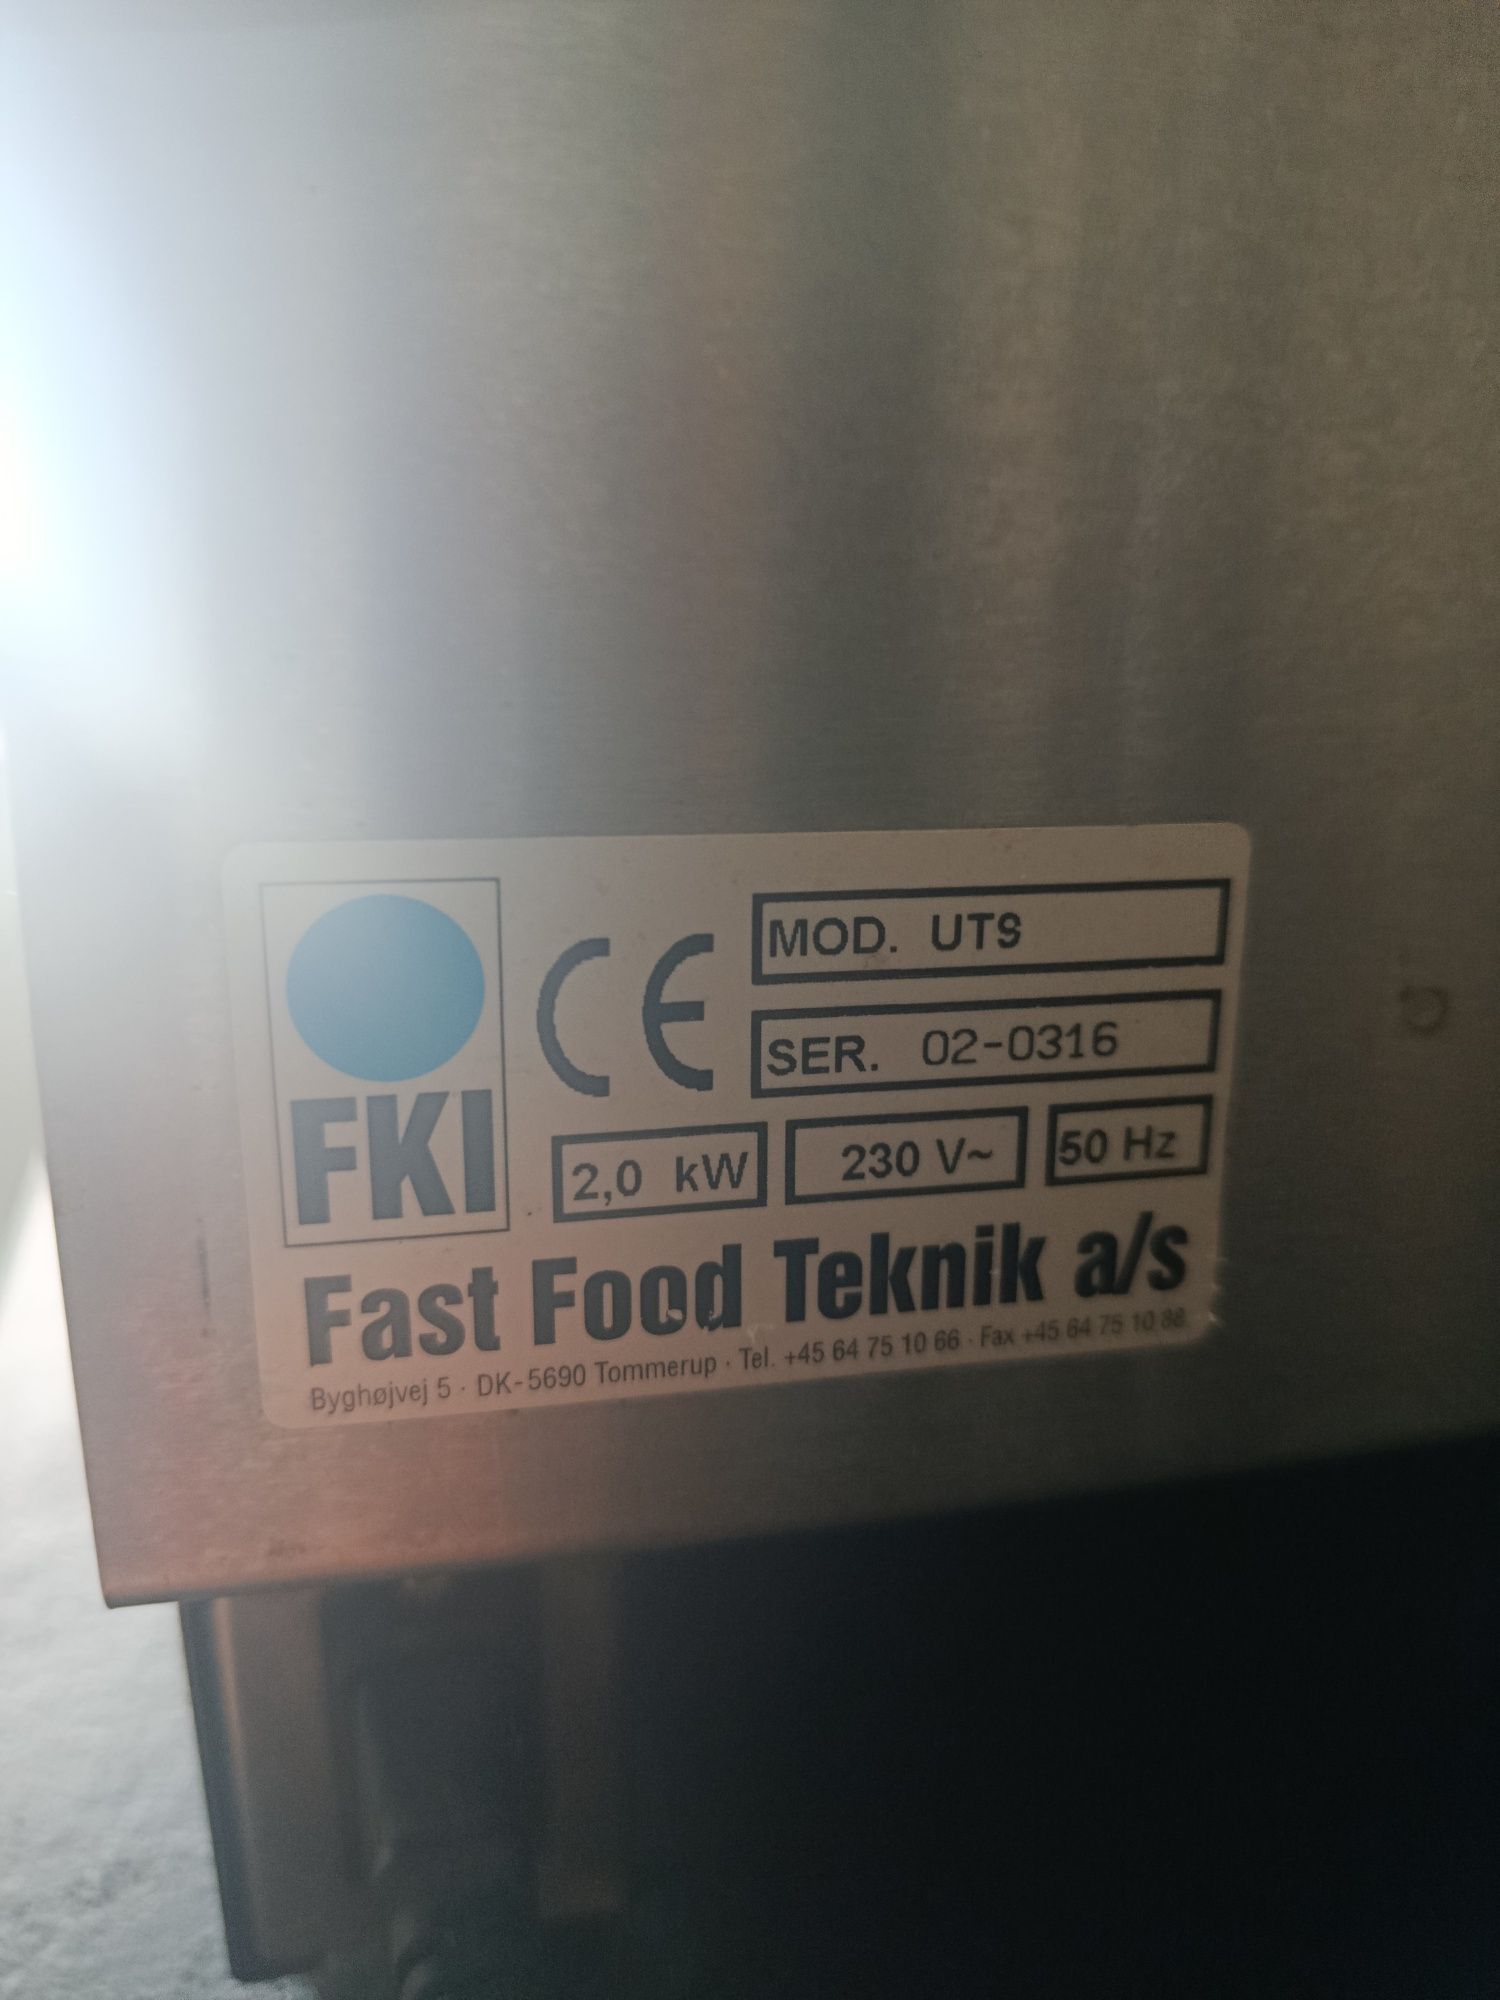 MOD. UTS
CE
SER. 02-0316
FKI
2,0 kW 230 V~ 50 Hz
Fast Food Teknik a/s
Byghøjvej 5 · DK-5690 Tommerup · Tel. +45 64 75 10 66 · Fax +45 64 75 10 88